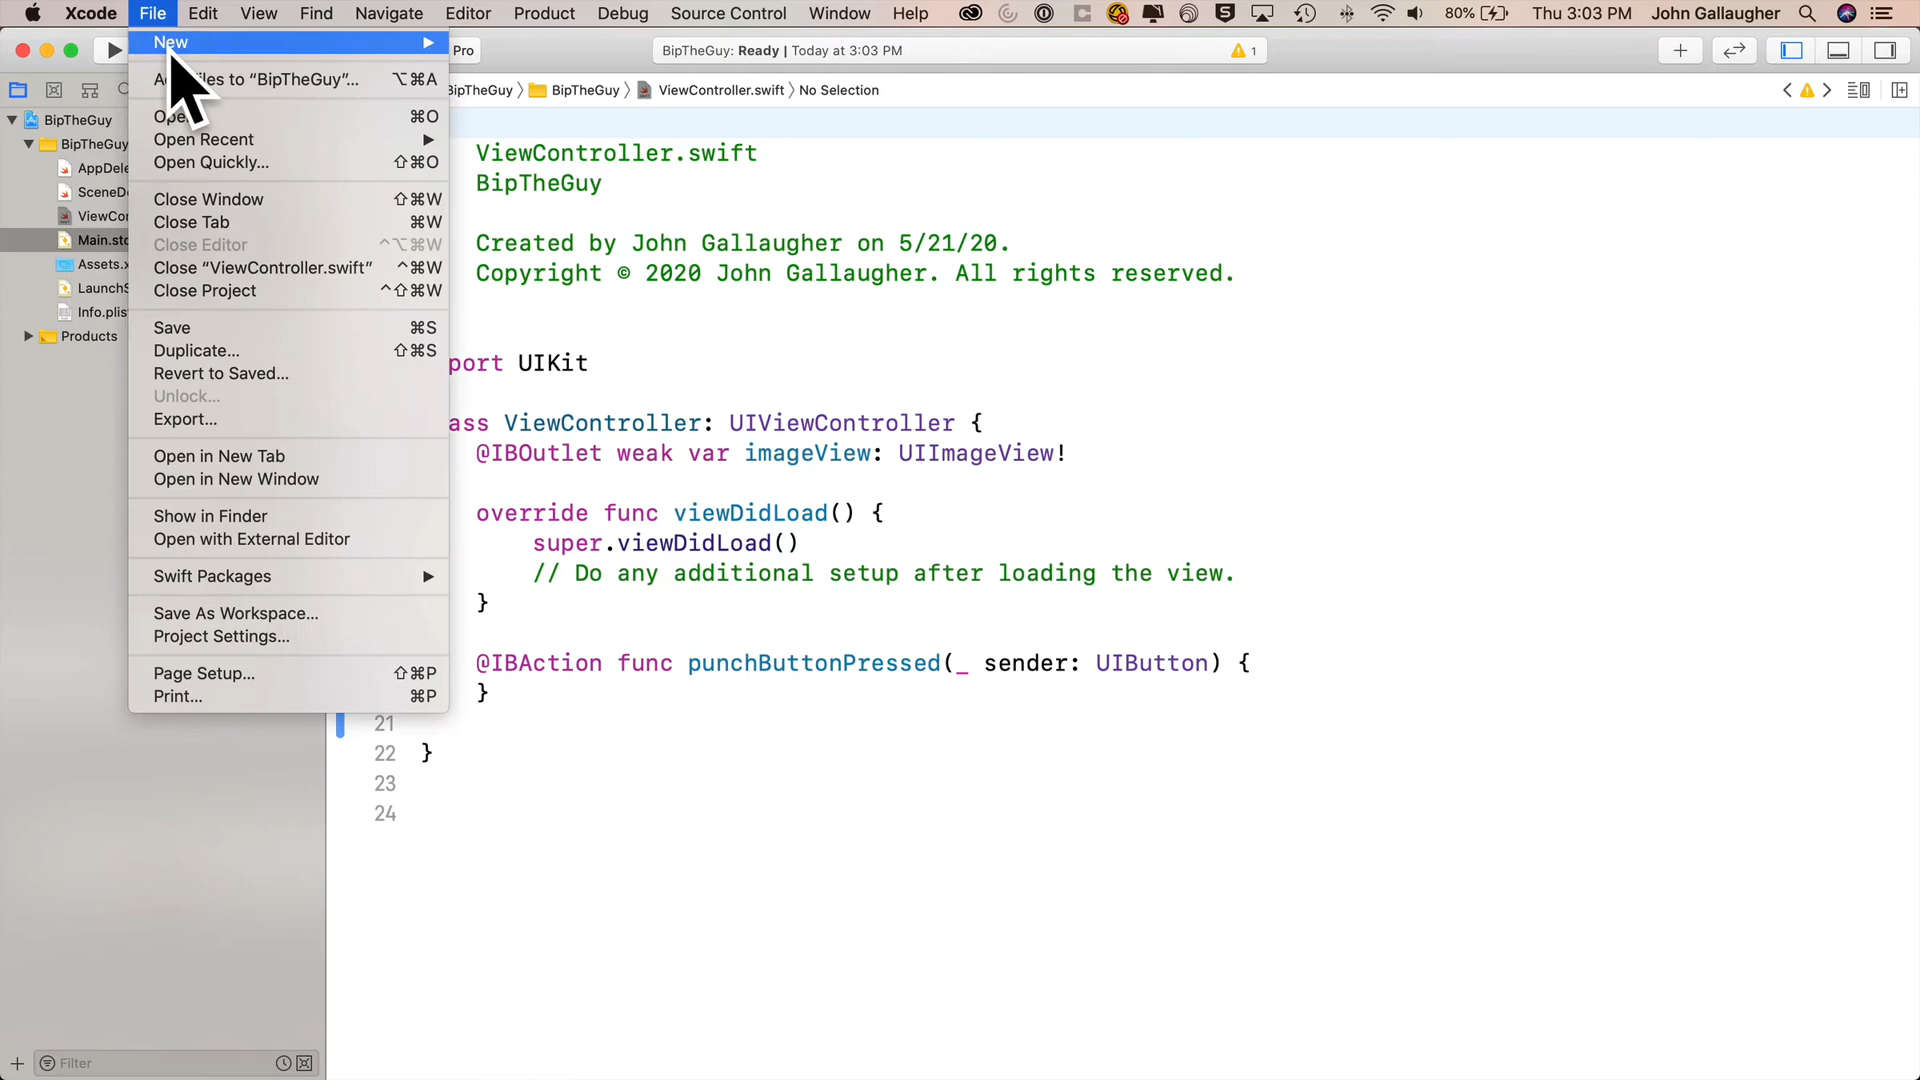 Xcode File Edit View Find Navigate Editor Product Debug Source Control Window Help 80% Thu 3:03 PM John Gallaugher
Pro BipTheGuy: Ready | Today at 3:03 PM 1
BipTheGuy BipTheGuy ViewController.swift No Selection
New
Files to “BipTheGuy”... ⌥⌘A
⌘O
Open Recent
Open Quickly... ⇧⌘O
Close Window ⇧⌘W
Close Tab ⌘W
Close Editor ^⌥⌘W
Close “ViewController.swift” ^⌘W
Close Project ^⇧⌘W
Save ⌘S
Duplicate... ⇧⌘S
Revert to Saved...
Unlock...
Export...
Open in New Tab
Open in New Window
Show in Finder
Open with External Editor
Swift Packages
Save As Workspace...
Project Settings...
Page Setup... ⇧⌘P
Print... ⌘P
BipTheGuy
BipTheGuy
AppDele
SceneD
ViewCor
Main.sto
Assets.x
LaunchS
Info.plist
Products
Filter
ViewController.swift
BipTheGuy
Created by John Gallaugher on 5/21/20.
Copyright © 2020 John Gallaugher. All rights reserved.
port UIKit
ass ViewController: UIViewController {
@IBOutlet weak var imageView: UIImageView!
override func viewDidLoad() {
super.viewDidLoad()
// Do any additional setup after loading the view.
}
@IBAction func punchButtonPressed(_ sender: UIButton) {
}
21
22 }
23
24